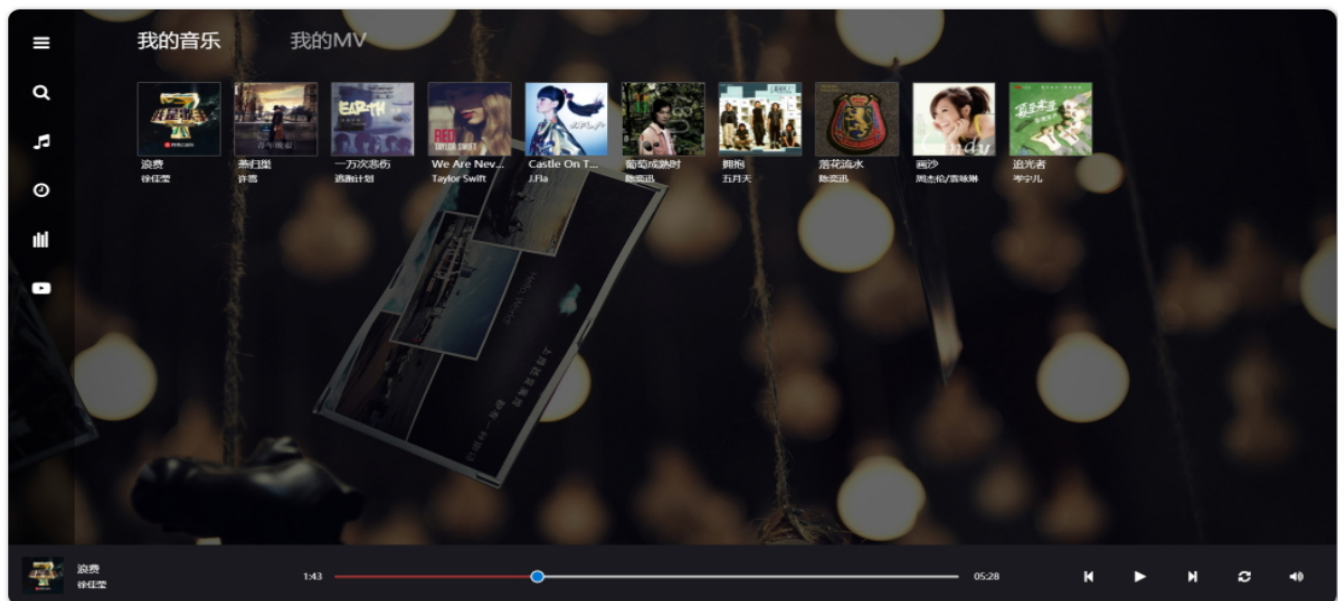 我的音乐
我的MV
EARTH
RED
TAYLOR SWIFT
浪费
徐佳莹
燕归巢
许嵩
一万次悲伤
逃跑计划
We Are Nev...
Taylor Swift
Castle On T...
J.Fla
葡萄成熟时
陈奕迅
拥抱
五月天
落花流水
陈奕迅
画沙
周杰伦/袁咏琳
追光者
岑宁儿
浪费
徐佳莹
1:43
05:28